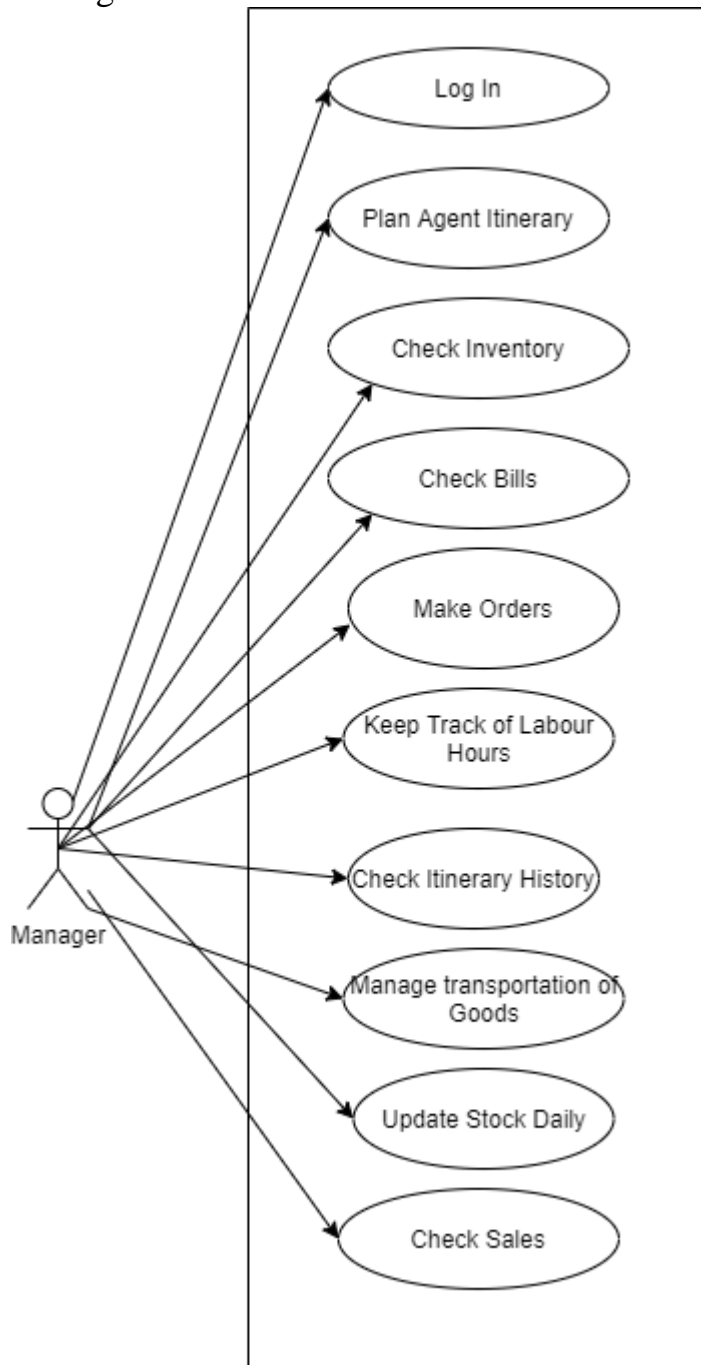 Log In
Plan Agent Itinerary
Check Inventory
Check Bills
Make Orders
Keep Track of Labour
Hours
Check Itinerary History
Manager
Manage transportation of
Goods
Update Stock Daily
Check Sales